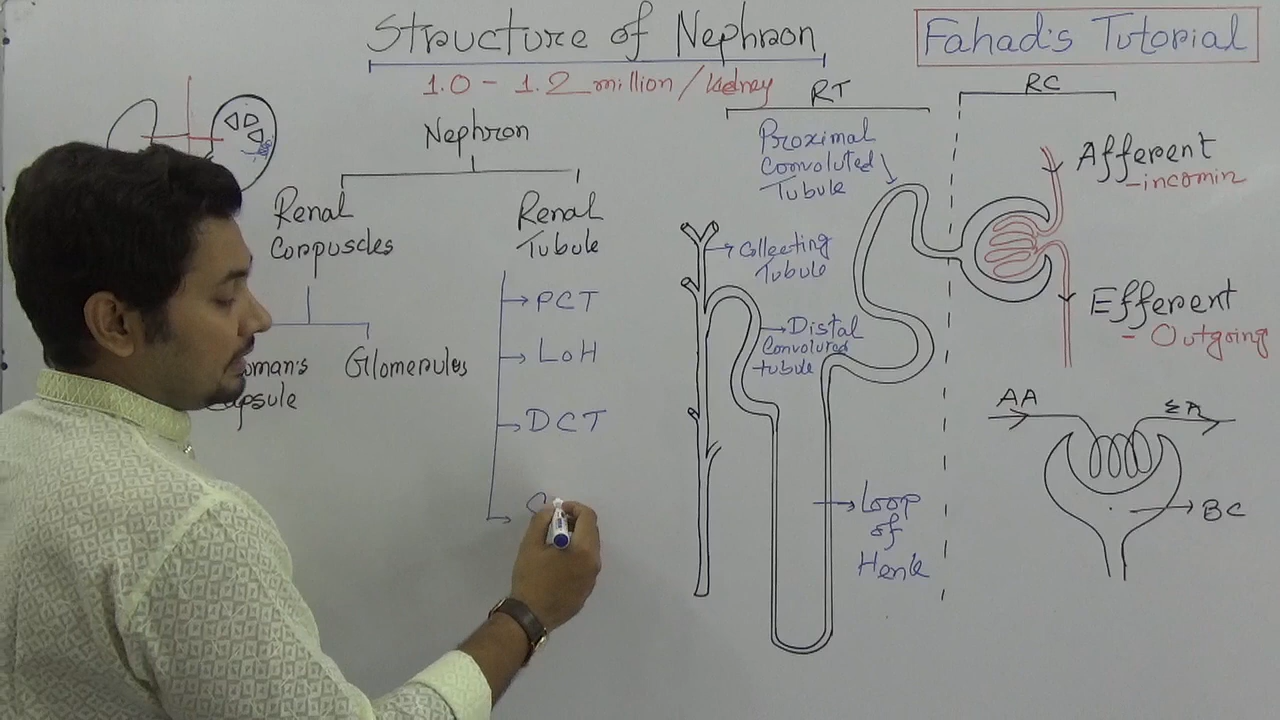 Structure of Nephron
Fahad's Tutorial
1.0 - 1.2 million / kidney
RT
RC
Nephron
Proximal
Convoluted
Tubule
Afferent
- incomin
Renal
Corpuscles
Renal
Tubule
Collecting
Tubule
PCT
Efferent
- Outgoing
Distal
Convoluted
tubule
LoH
Glomerules
Capsule
AA
EA
DCT
Loop
of
Henle
BC